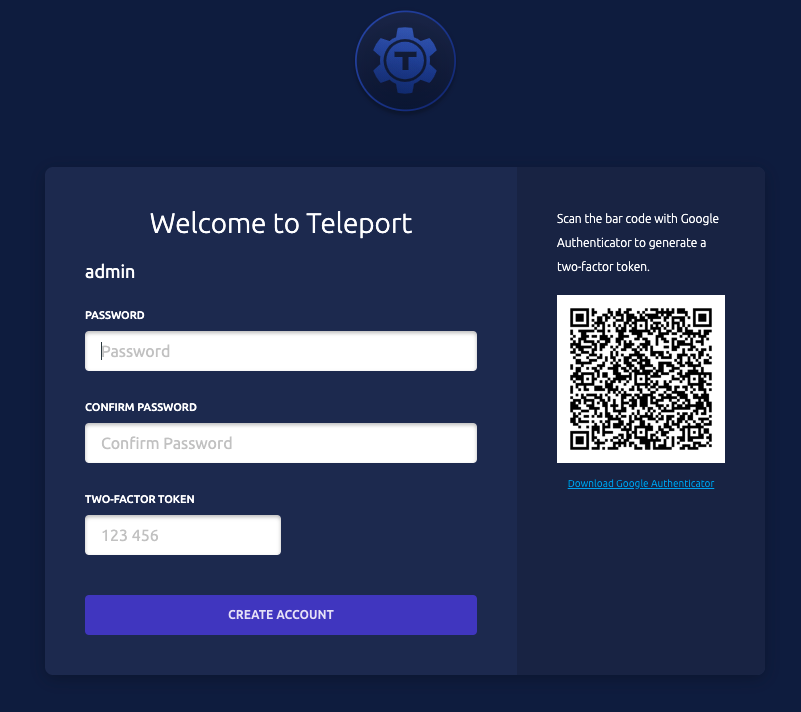 T
Welcome to Teleport
admin
PASSWORD
Password
CONFIRM PASSWORD
Confirm Password
TWO-FACTOR TOKEN
123 456
CREATE ACCOUNT
Scan the bar code with Google
Authenticator to generate a
two-factor token.
Download Google Authenticator